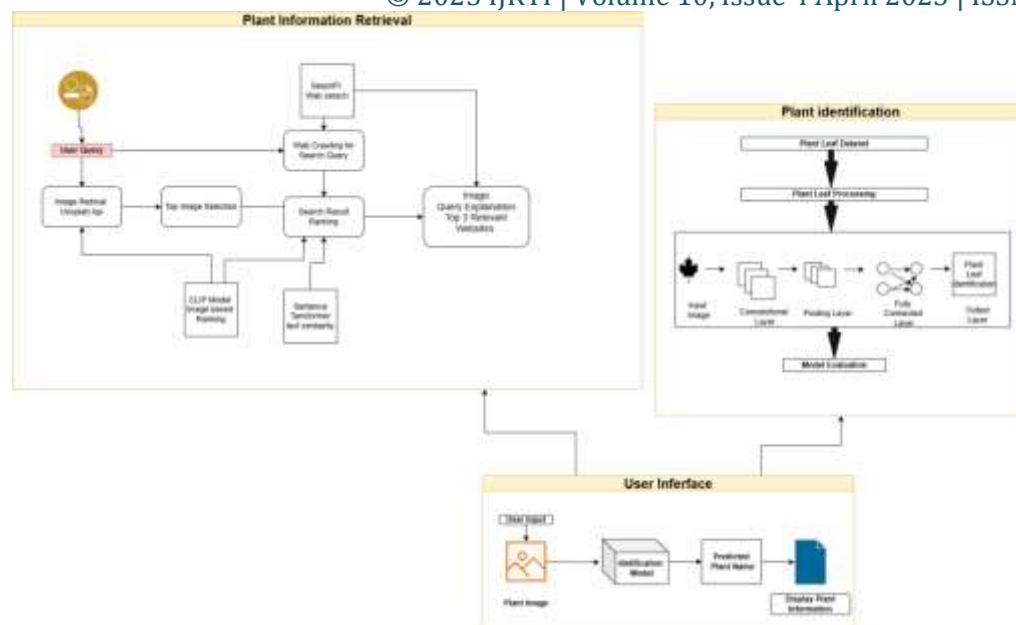 © 2025 IJRTI | Volume 10, Issue 4 April 2025 |
Plant Information Retrieval
Web search
User Query
Web Crawling for
Search Query
Image Retrival
Unsplash Api
Top Image Selection
Search Result
Ranking
Image
Query Explanation
Top 3 Relevant
Websites
CLIP Model
Image based
Ranking
Sentence
text similarity
Plant identification
Plant Leaf Dataset
Plant Leaf Processing
Input
Image
Convolutional
Layer
Pooling Layer
Fully
Connected
Layer
Plant
Leaf
Identification
Output
Layer
Model Evaluation
User Inferface
User Input
Plant Image
Identification
Model
Predicted
Plant Name
Display Plant
Information